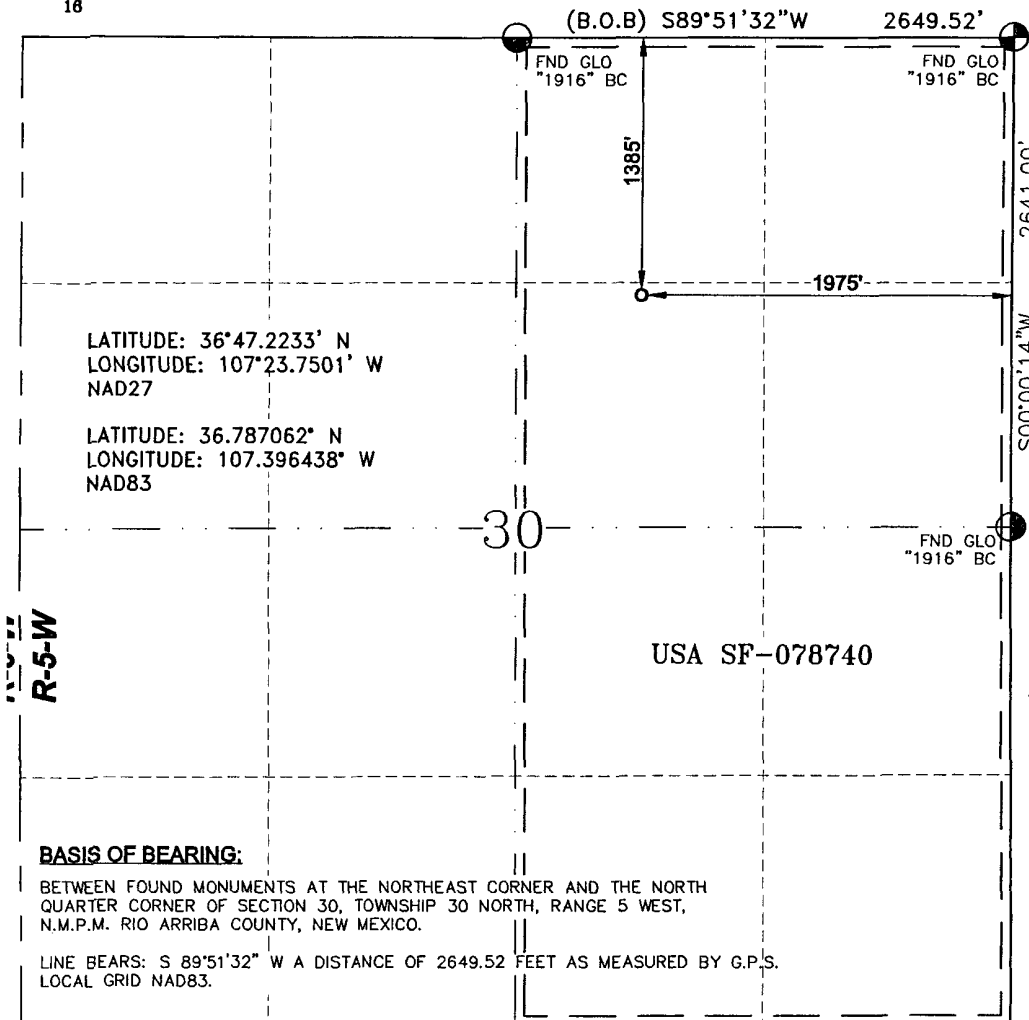 16
(B.O.B) S89°51'32"W 2649.52'
FND GLO
"1916" BC
FND GLO
"1916" BC
1385'
2641.00'
1975'
S00°00'14"W
LATITUDE: 36°47.2233' N
LONGITUDE: 107°23.7501' W
NAD27
LATITUDE: 36.787062° N
LONGITUDE: 107.396438° W
NAD83
30
FND GLO
"1916" BC
R-5-W
USA SF-078740
BASIS OF BEARING:
BETWEEN FOUND MONUMENTS AT THE NORTHEAST CORNER AND THE NORTH
QUARTER CORNER OF SECTION 30, TOWNSHIP 30 NORTH, RANGE 5 WEST,
N.M.P.M. RIO ARRIBA COUNTY, NEW MEXICO.
LINE BEARS: S 89°51'32" W A DISTANCE OF 2649.52 FEET AS MEASURED BY G.P.S.
LOCAL GRID NAD83.